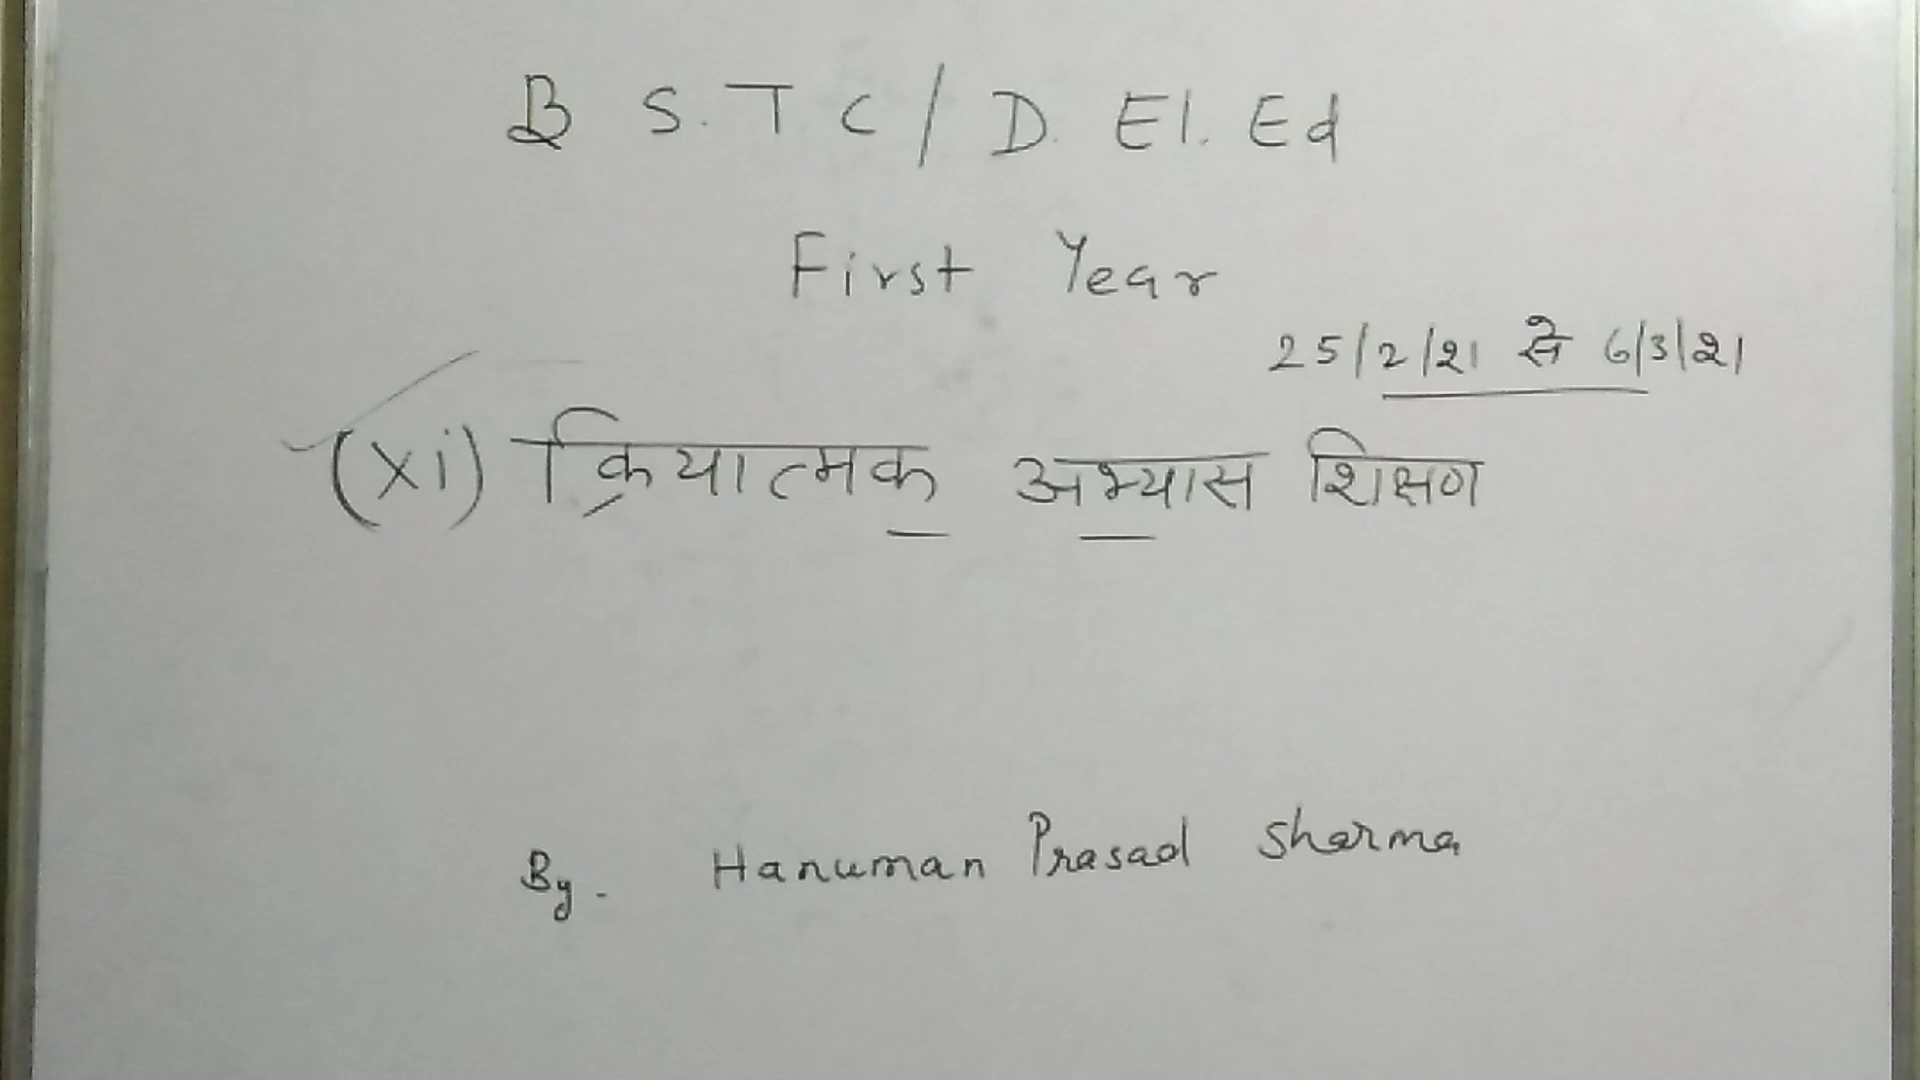 B S.T C / D. El. Ed
First Year
25/2/21 से 6/3/21
(xi) क्रियात्मक अभ्यास शिक्षण
By. Hanuman Prasad Sharma